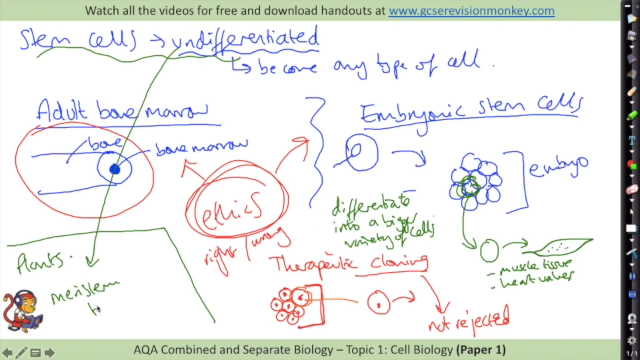 Watch all the videos for free and download handouts at www.gcserevisionmonkey.com
Stem cells → undifferentiated
↳ become any type of cell.
Adult bone marrow
bone
bone marrow
ethics
right / wrong
Embryonic stem cells
embryo
differentiate
into a bigger
variety of cells
- muscle tissue
- heart valves
Therapeutic cloning
not rejected
Plants.
meristem
AQA Combined and Separate Biology – Topic 1: Cell Biology (Paper 1)